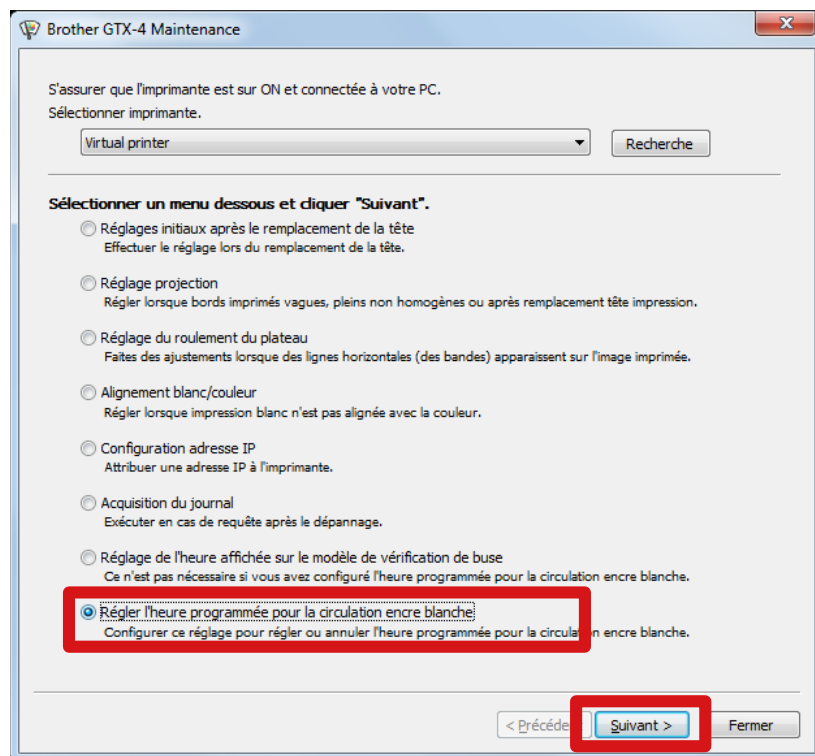 Brother GTX-4 Maintenance
S'assurer que l'imprimante est sur ON et connectée à votre PC.
Sélectionner imprimante.
Virtual printer
Recherche
Sélectionner un menu dessous et cliquer "Suivant".
Réglages initiaux après le remplacement de la tête
Effectuer le réglage lors du remplacement de la tête.
Réglage projection
Régler lorsque bords imprimés vagues, pleins non homogènes ou après remplacement tête impression.
Réglage du roulement du plateau
Faites des ajustements lorsque des lignes horizontales (des bandes) apparaissent sur l'image imprimée.
Alignement blanc/couleur
Régler lorsque impression blanc n'est pas alignée avec la couleur.
Configuration adresse IP
Attribuer une adresse IP à l'imprimante.
Acquisition du journal
Exécuter en cas de requête après le dépannage.
Réglage de l'heure affichée sur le modèle de vérification de buse
Ce n'est pas nécessaire si vous avez configuré l'heure programmée pour la circulation encre blanche.
Régler l'heure programmée pour la circulation encre blanche
Configurer ce réglage pour régler ou annuler l'heure programmée pour la circulation encre blanche.
< Précéde
Suivant >
Fermer